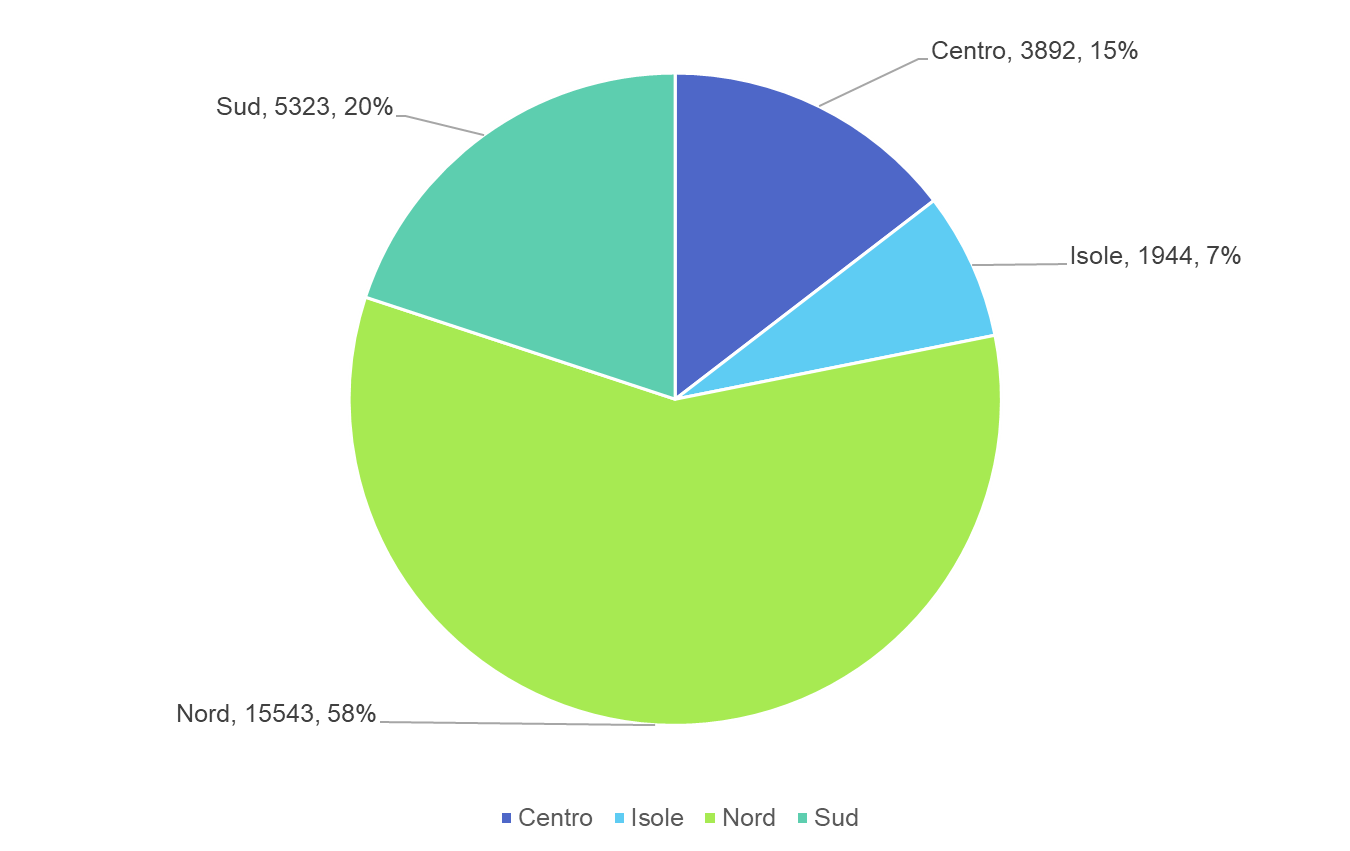 Centro, 3892, 15%
Sud, 5323, 20%
Isole, 1944, 7%
Nord, 15543, 58%
Centro Isole Nord Sud